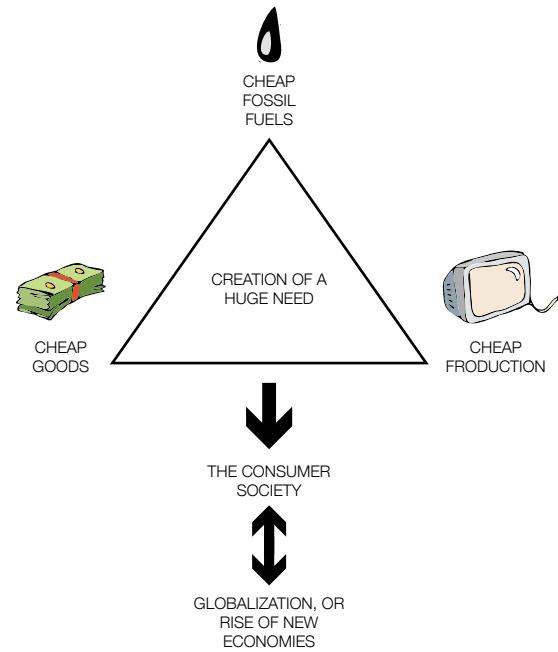 CHEAP
FOSSIL
FUELS
CREATION OF A
HUGE NEED
CHEAP
GOODS
CHEAP
FRODUCTION
THE CONSUMER
SOCIETY
GLOBALIZATION, OR
RISE OF NEW
ECONOMIES